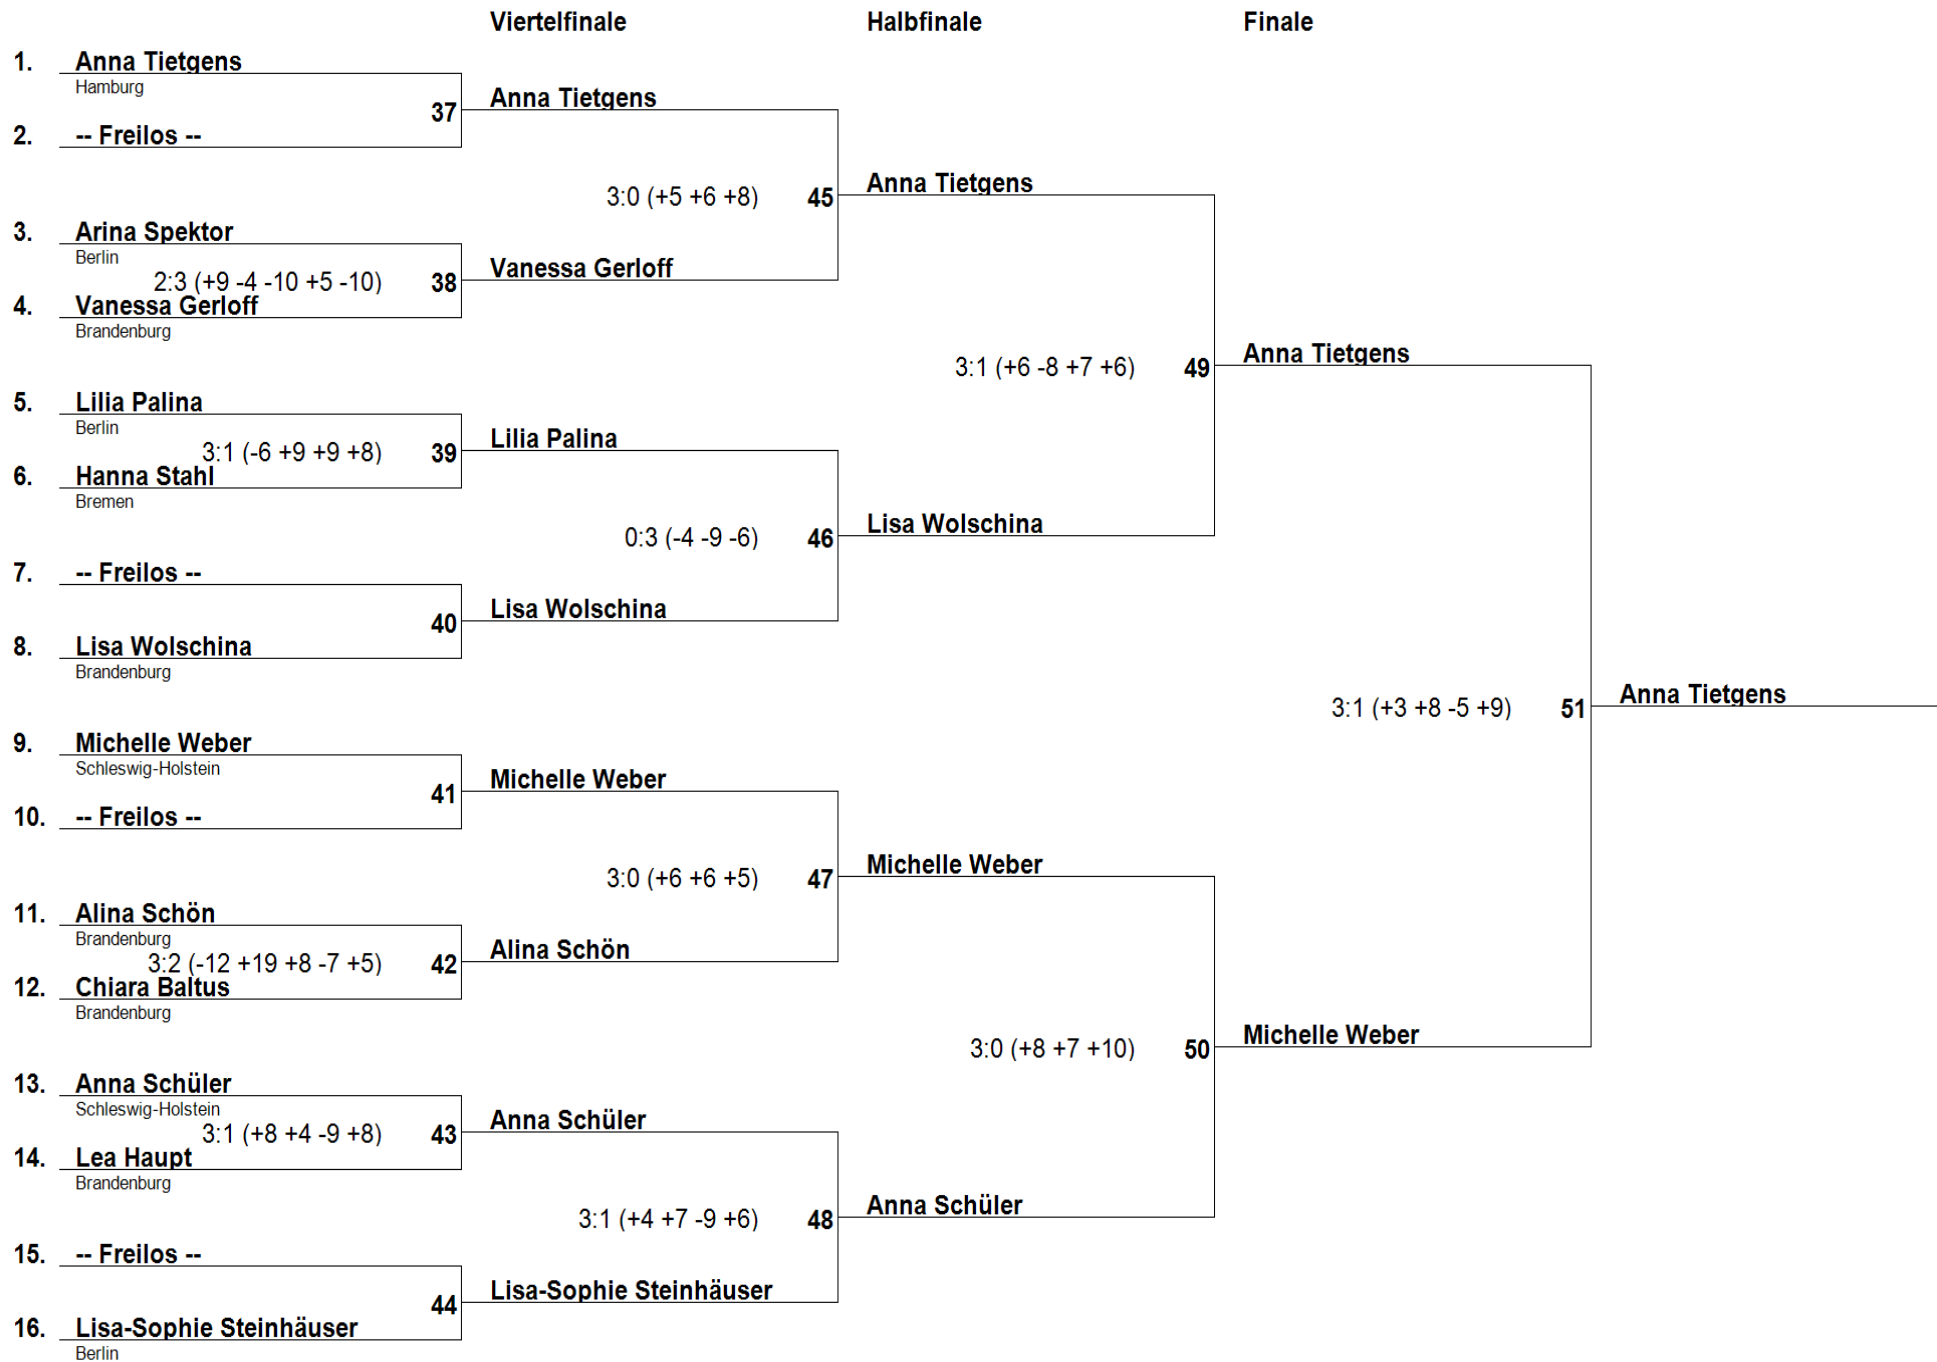 Viertelfinale Halbfinale Finale
1. Anna Tietgens
Hamburg
37 Anna Tietgens
2. -- Freilos --
3:0 (+5 +6 +8) 45 Anna Tietgens
3. Arina Spektor
Berlin
2:3 (+9 -4 -10 +5 -10) 38 Vanessa Gerloff
4. Vanessa Gerloff
Brandenburg
3:1 (+6 -8 +7 +6) 49 Anna Tietgens
5. Lilia Palina
Berlin
3:1 (-6 +9 +9 +8) 39 Lilia Palina
6. Hanna Stahl
Bremen
0:3 (-4 -9 -6) 46 Lisa Wolschina
7. -- Freilos --
40 Lisa Wolschina
8. Lisa Wolschina
Brandenburg
3:1 (+3 +8 -5 +9) 51 Anna Tietgens
9. Michelle Weber
Schleswig-Holstein
41 Michelle Weber
10. -- Freilos --
3:0 (+6 +6 +5) 47 Michelle Weber
11. Alina Schön
Brandenburg
3:2 (-12 +19 +8 -7 +5) 42 Alina Schön
12. Chiara Baltus
Brandenburg
3:0 (+8 +7 +10) 50 Michelle Weber
13. Anna Schüler
Schleswig-Holstein
3:1 (+8 +4 -9 +8) 43 Anna Schüler
14. Lea Haupt
Brandenburg
3:1 (+4 +7 -9 +6) 48 Anna Schüler
15. -- Freilos --
44 Lisa-Sophie Steinhäuser
16. Lisa-Sophie Steinhäuser
Berlin